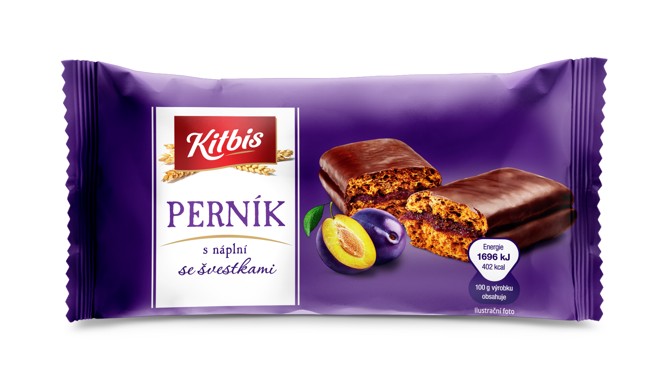 Kitbis
PERNÍK
s náplní
se švestkami
Energie
1696 kJ
402 kcal
100 g výrobku
obsahuje
Ilustrační foto